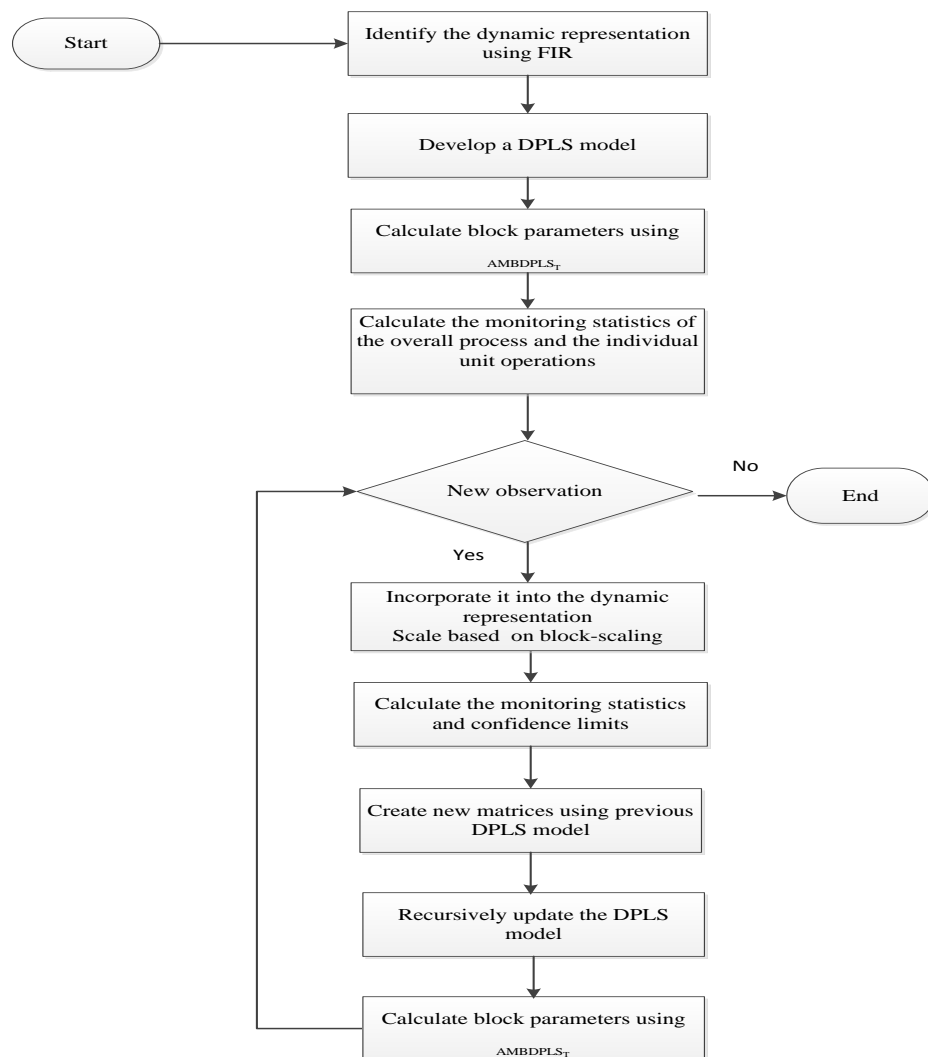 Start
Identify the dynamic representation
using FIR
Develop a DPLS model
Calculate block parameters using
AMBDPLST
Calculate the monitoring statistics of
the overall process and the individual
unit operations
New observation
No
End
Yes
Incorporate it into the dynamic
representation
Scale based on block-scaling
Calculate the monitoring statistics
and confidence limits
Create new matrices using previous
DPLS model
Recursively update the DPLS
model
Calculate block parameters using
AMBDPLST